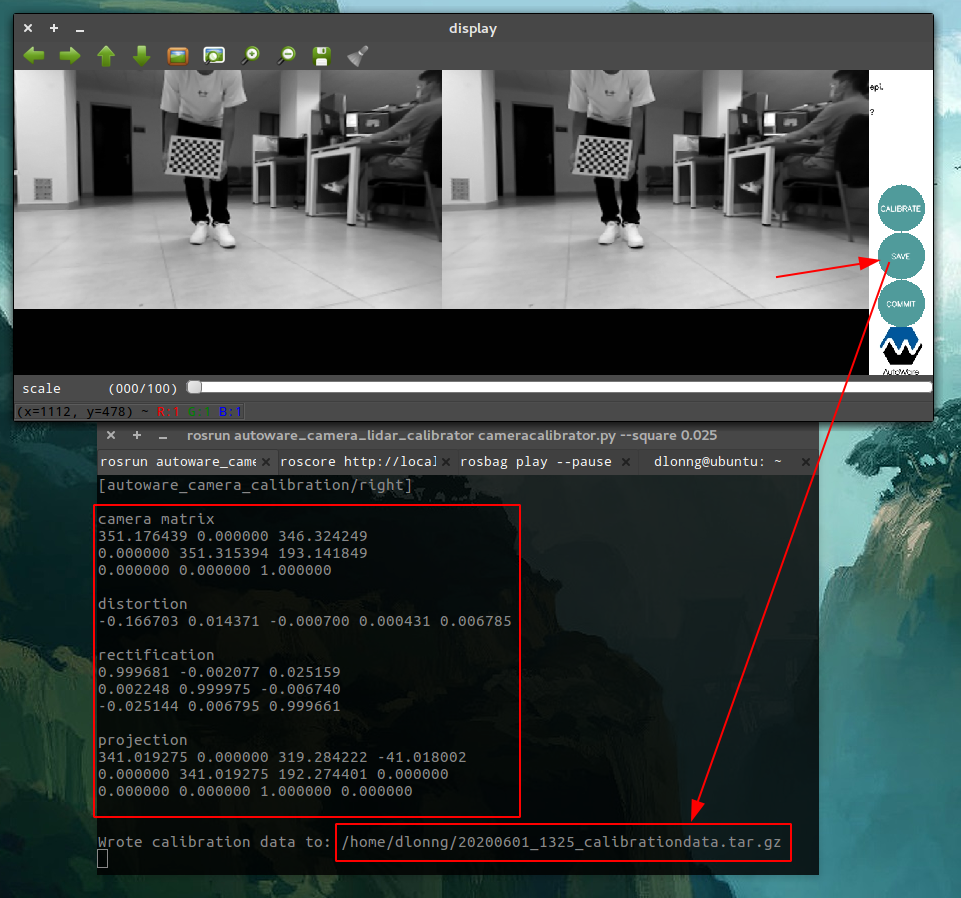 display
epi.
?
CALIBRATE
SAVE
COMMIT
AutoWare
scale (000/100)
(x=1112, y=478) ~ R:1 G:1 B:1
rosrun autoware_camera_lidar_calibrator cameracalibrator.py --square 0.025
rosrun autoware_came roscore http://local rosbag play --pause dlonng@ubuntu: ~
[autoware_camera_calibration/right]
camera matrix
351.176439 0.000000 346.324249
0.000000 351.315394 193.141849
0.000000 0.000000 1.000000
distortion
-0.166703 0.014371 -0.000700 0.000431 0.006785
rectification
0.999681 -0.002077 0.025159
0.002248 0.999975 -0.006740
-0.025144 0.006795 0.999661
projection
341.019275 0.000000 319.284222 -41.018002
0.000000 341.019275 192.274401 0.000000
0.000000 0.000000 1.000000 0.000000
Wrote calibration data to: /home/dlonng/20200601_1325_calibrationdata.tar.gz